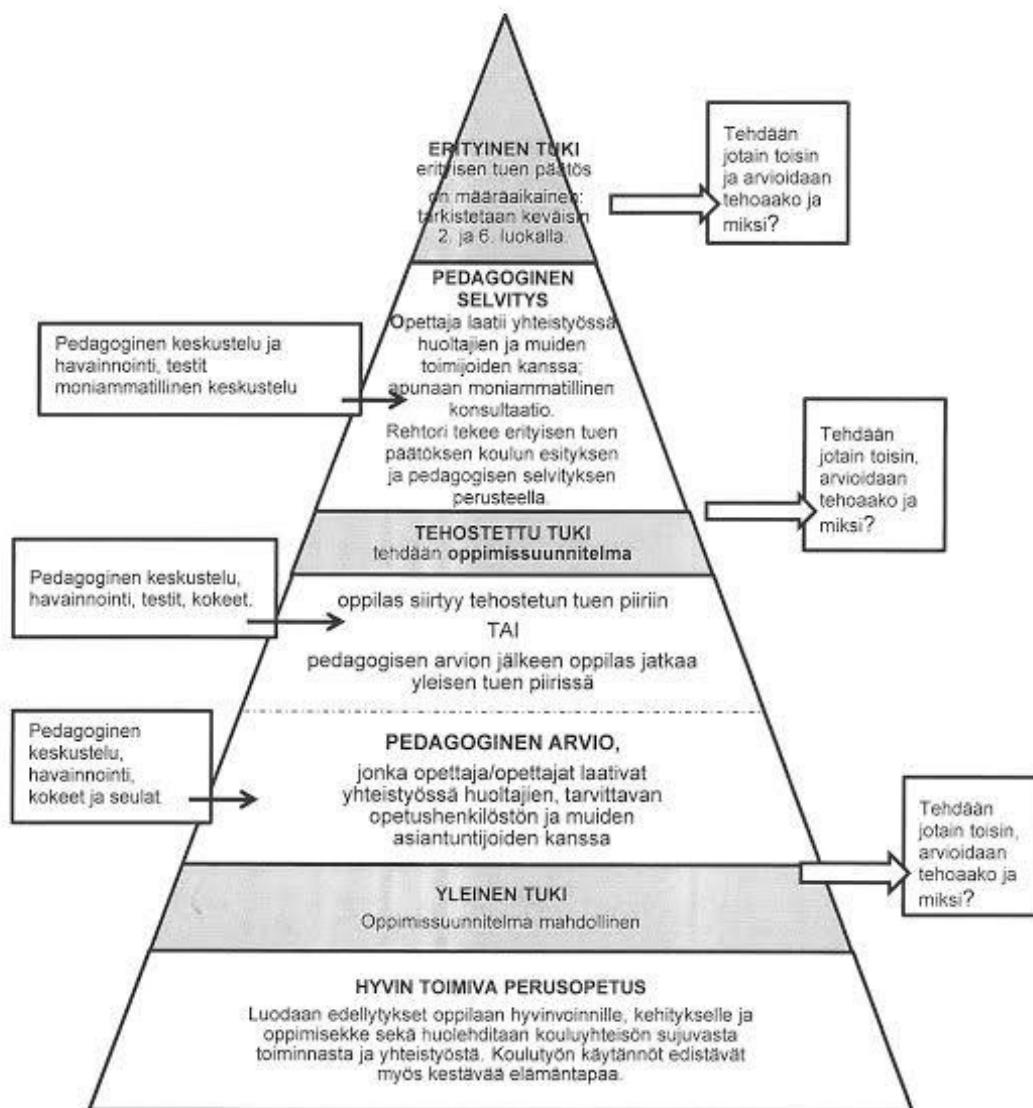 ERITYINEN TUKI
erityisen tuen päätös
on määräaikainen:
tarkistetaan keväisin
2. ja 6. luokalla.
Tehdään
jotain toisin
ja arvioidaan
tehoaako ja
miksi?
PEDAGOGINEN
SELVITYS
Opettaja laatii yhteistyössä
huoltajien ja muiden
toimijoiden kanssa;
apunaan moniammatillinen
konsultaatio.
Rehtori tekee erityisen tuen
päätöksen koulun esityksen
ja pedagogisen selvityksen
perusteella.
Pedagoginen keskustelu ja
havainnointi, testit
moniammatillinen keskustelu
Tehdään
jotain toisin,
arvioidaan
tehoaako ja
miksi?
TEHOSTETTU TUKI
tehdään oppimissuunnitelma
Pedagoginen keskustelu,
havainnointi, testit, kokeet.
oppilas siirtyy tehostetun tuen piiriin
TAI
pedagogisen arvion jälkeen oppilas jatkaa
yleisen tuen piirissä
Pedagoginen
keskustelu,
havainnointi,
kokeet ja seulat
PEDAGOGINEN ARVIO,
jonka opettaja/opettajat laativat
yhteistyössä huoltajien, tarvittavan
opetushenkilöstön ja muiden
asiantuntijoiden kanssa
Tehdään
jotain toisin,
arvioidaan
tehoaako ja
miksi?
YLEINEN TUKI
Oppimissuunnitelma mahdollinen
HYVIN TOIMIVA PERUSOPETUS
Luodaan edellytykset oppilaan hyvinvoinnille, kehitykselle ja
oppimisekke sekä huolehditaan kouluyhteisön sujuvasta
toiminnasta ja yhteistyöstä. Koulutyön käytännöt edistävät
myös kestävää elämäntapaa.